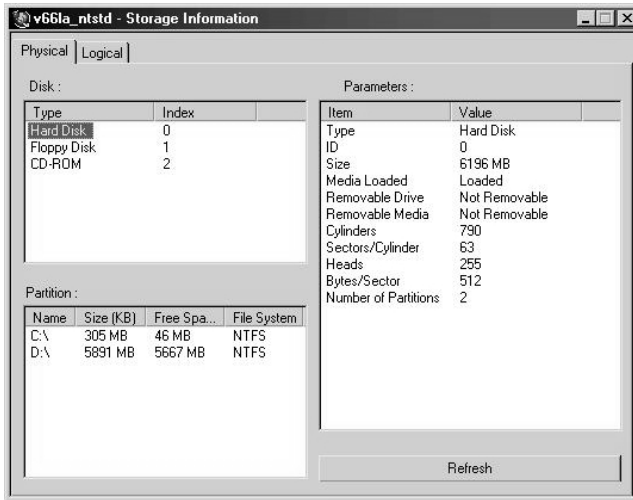 v66la_ntstd - Storage Information
Physical Logical
Disk :
Type Index
Hard Disk 0
Floppy Disk 1
CD-ROM 2
Partition :
Name Size (KB) Free Spa... File System
C:\ 305 MB 46 MB NTFS
D:\ 5891 MB 5667 MB NTFS
Parameters :
Item Value
Type Hard Disk
ID 0
Size 6196 MB
Media Loaded Loaded
Removable Drive Not Removable
Removable Media Not Removable
Cylinders 790
Sectors/Cylinder 63
Heads 255
Bytes/Sector 512
Number of Partitions 2
Refresh